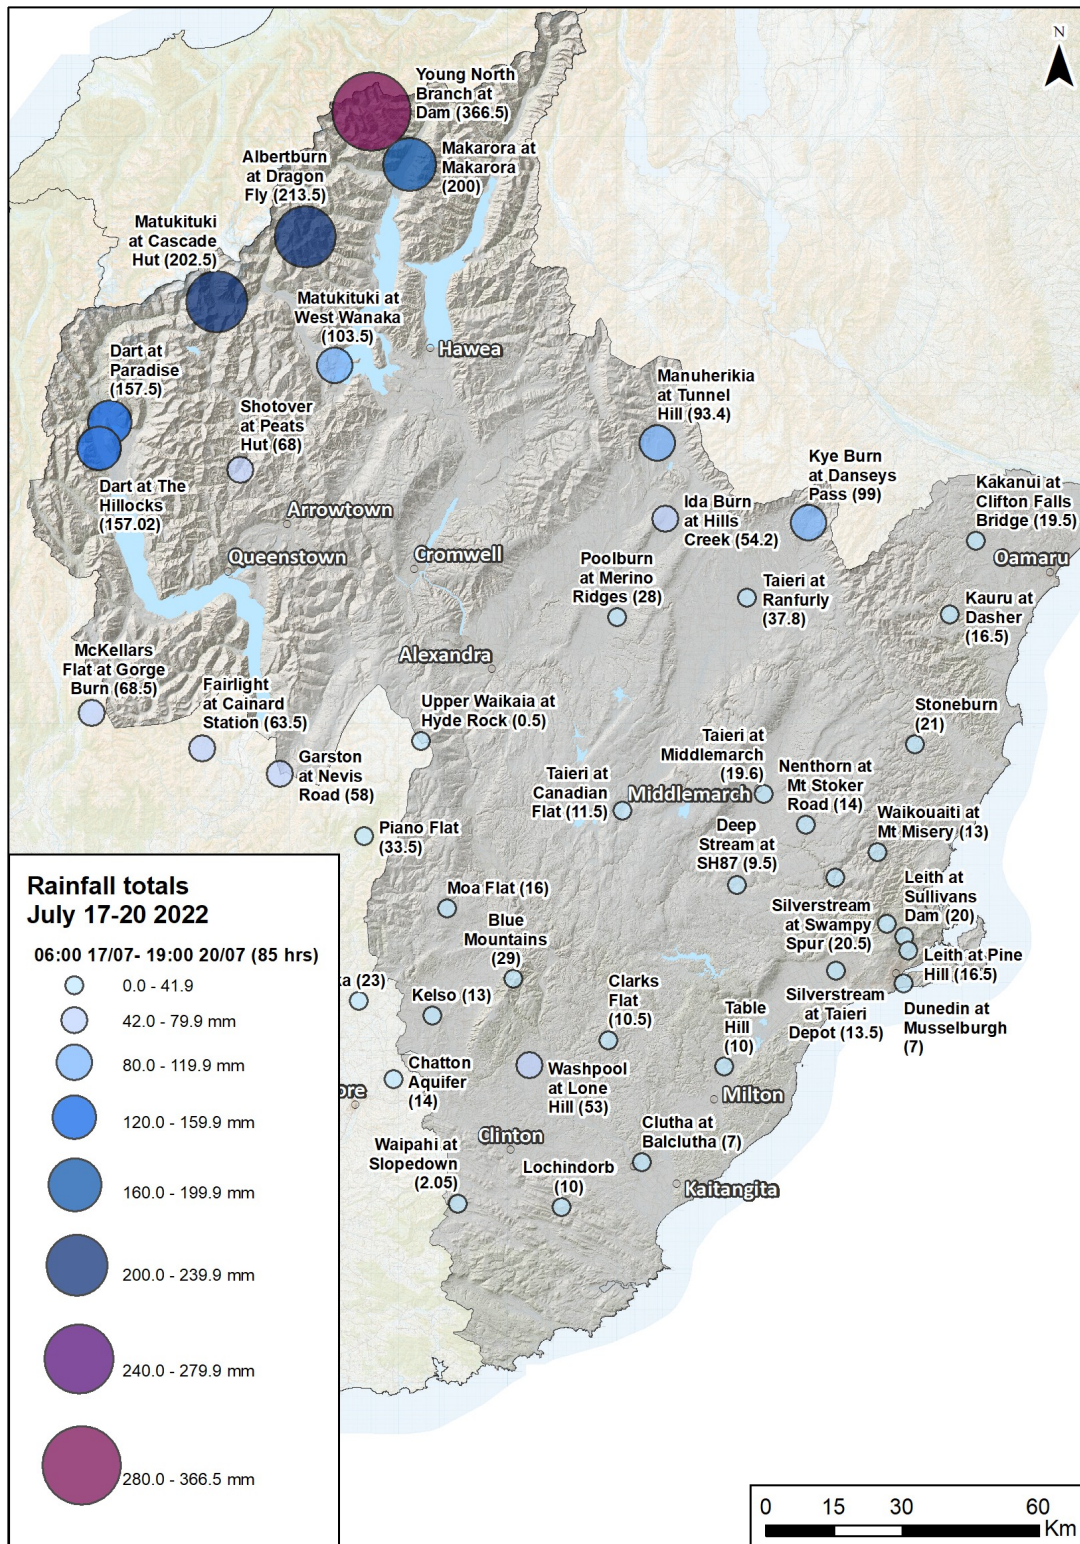 N
Young North
Branch at
Dam (366.5)
Makarora at
Makarora
(200)
Albertburn
at Dragon
Fly (213.5)
Matukituki
at Cascade
Hut (202.5)
Matukituki at
West Wanaka
(103.5)
Hawea
Dart at
Paradise
(157.5)
Shotover
at Peats
Hut (68)
Manuherikia
at Tunnel
Hill (93.4)
Kye Burn
at Danseys
Pass (99)
Kakanui at
Clifton Falls
Bridge (19.5)
Dart at The
Hillocks
(157.02)
Arrowtown
Ida Burn
at Hills
Creek (54.2)
Oamaru
Queenstown
Cromwell
Poolburn
at Merino
Ridges (28)
Taieri at
Ranfurly
(37.8)
Kauru at
Dasher
(16.5)
McKellars
Flat at Gorge
Burn (68.5)
Alexandra
Fairlight
at Cainard
Station (63.5)
Upper Waikaia at
Hyde Rock (0.5)
Stoneburn
(21)
Garston
at Nevis
Road (58)
Taieri at
Middlemarch
(19.6)
Taieri at
Canadian
Flat (11.5)
Middlemarch
Nenthorn at
Mt Stoker
Road (14)
Waikouaiti at
Mt Misery (13)
Piano Flat
(33.5)
Deep
Stream at
SH87 (9.5)
Leith at
Sullivans
Dam (20)
Moa Flat (16)
Blue
Mountains
(29)
Silverstream
at Swampy
Spur (20.5)
Leith at Pine
Hill (16.5)
ka (23)
Kelso (13)
Clarks
Flat
(10.5)
Table
Hill
(10)
Silverstream
at Taieri
Depot (13.5)
Dunedin at
Musselburgh
(7)
Chatton
Aquifer
(14)
ore
Washpool
at Lone
Hill (53)
Milton
Clinton
Clutha at
Balclutha (7)
Waipahi at
Slopedown
(2.05)
Lochindorb
(10)
Kaitangita
Rainfall totals
July 17-20 2022
06:00 17/07- 19:00 20/07 (85 hrs)
0.0 - 41.9
42.0 - 79.9 mm
80.0 - 119.9 mm
120.0 - 159.9 mm
160.0 - 199.9 mm
200.0 - 239.9 mm
240.0 - 279.9 mm
280.0 - 366.5 mm
0 15 30 60
Km